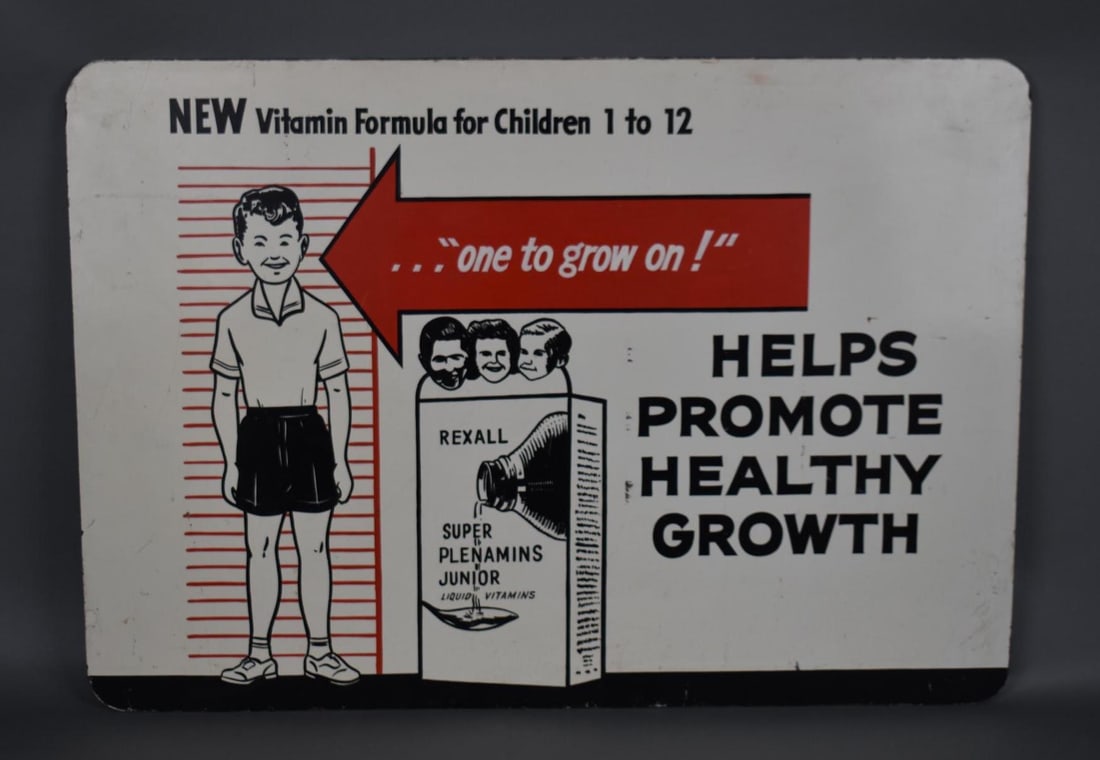 NEW Vitamin Formula for Children 1 to 12
..."one to grow on!"
HELPS
PROMOTE
HEALTHY
GROWTH
REXALL
SUPER
PLENAMINS
JUNIOR
LIQUID VITAMINS